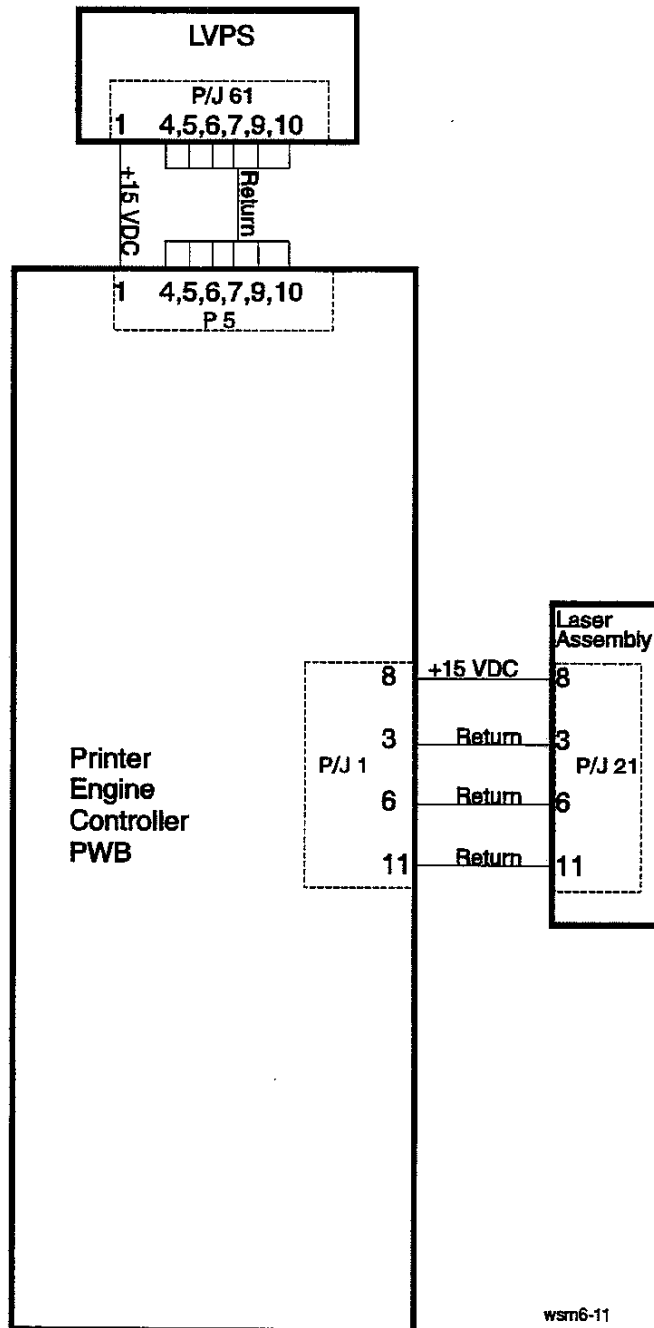 LVPS
P/J 61
1 4,5,6,7,9,10
+15 VDC
Return
1 4,5,6,7,9,10
P 5
Laser
Assembly
8 +15 VDC 8
3 Return 3
P/J 1
P/J 21
6 Return 6
11 Return 11
Printer
Engine
Controller
PWB
wsm6-11